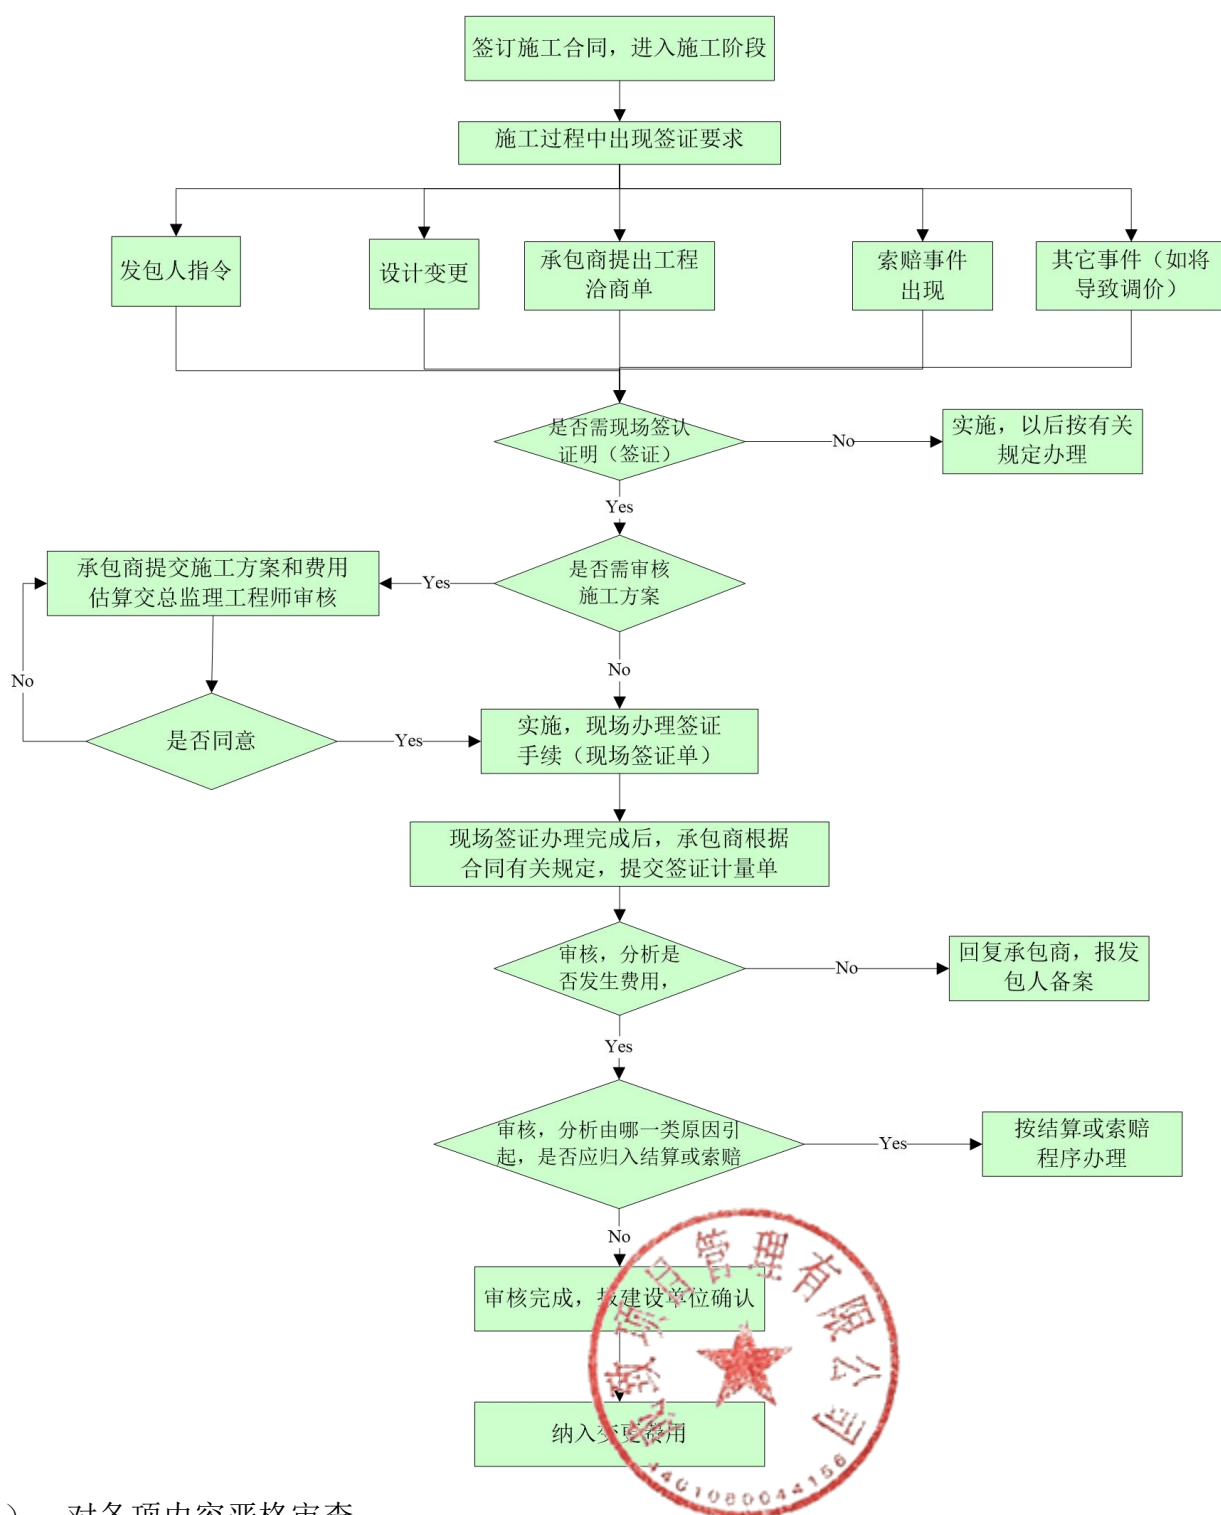 签订施工合同，进入施工阶段
施工过程中出现签证要求
发包人指令
设计变更
承包商提出工程
洽商单
索赔事件
出现
其它事件（如将
导致调价）
是否需现场签认
证明（签证）
No
实施，以后按有关
规定办理
Yes
是否需审核
施工方案
Yes
承包商提交施工方案和费用
估算交总监理工程师审核
No
No
是否同意
Yes
实施，现场办理签证
手续（现场签证单）
现场签证办理完成后，承包商根据
合同有关规定，提交签证计量单
审核，分析是
否发生费用，
No
回复承包商，报发
包人备案
Yes
审核，分析由哪一类原因引
起，是否应归入结算或索赔
Yes
按结算或索赔
程序办理
No
审核完成，报建设单位确认
纳入变更费用
项目管理有限公司
） 对各项内容严格审查